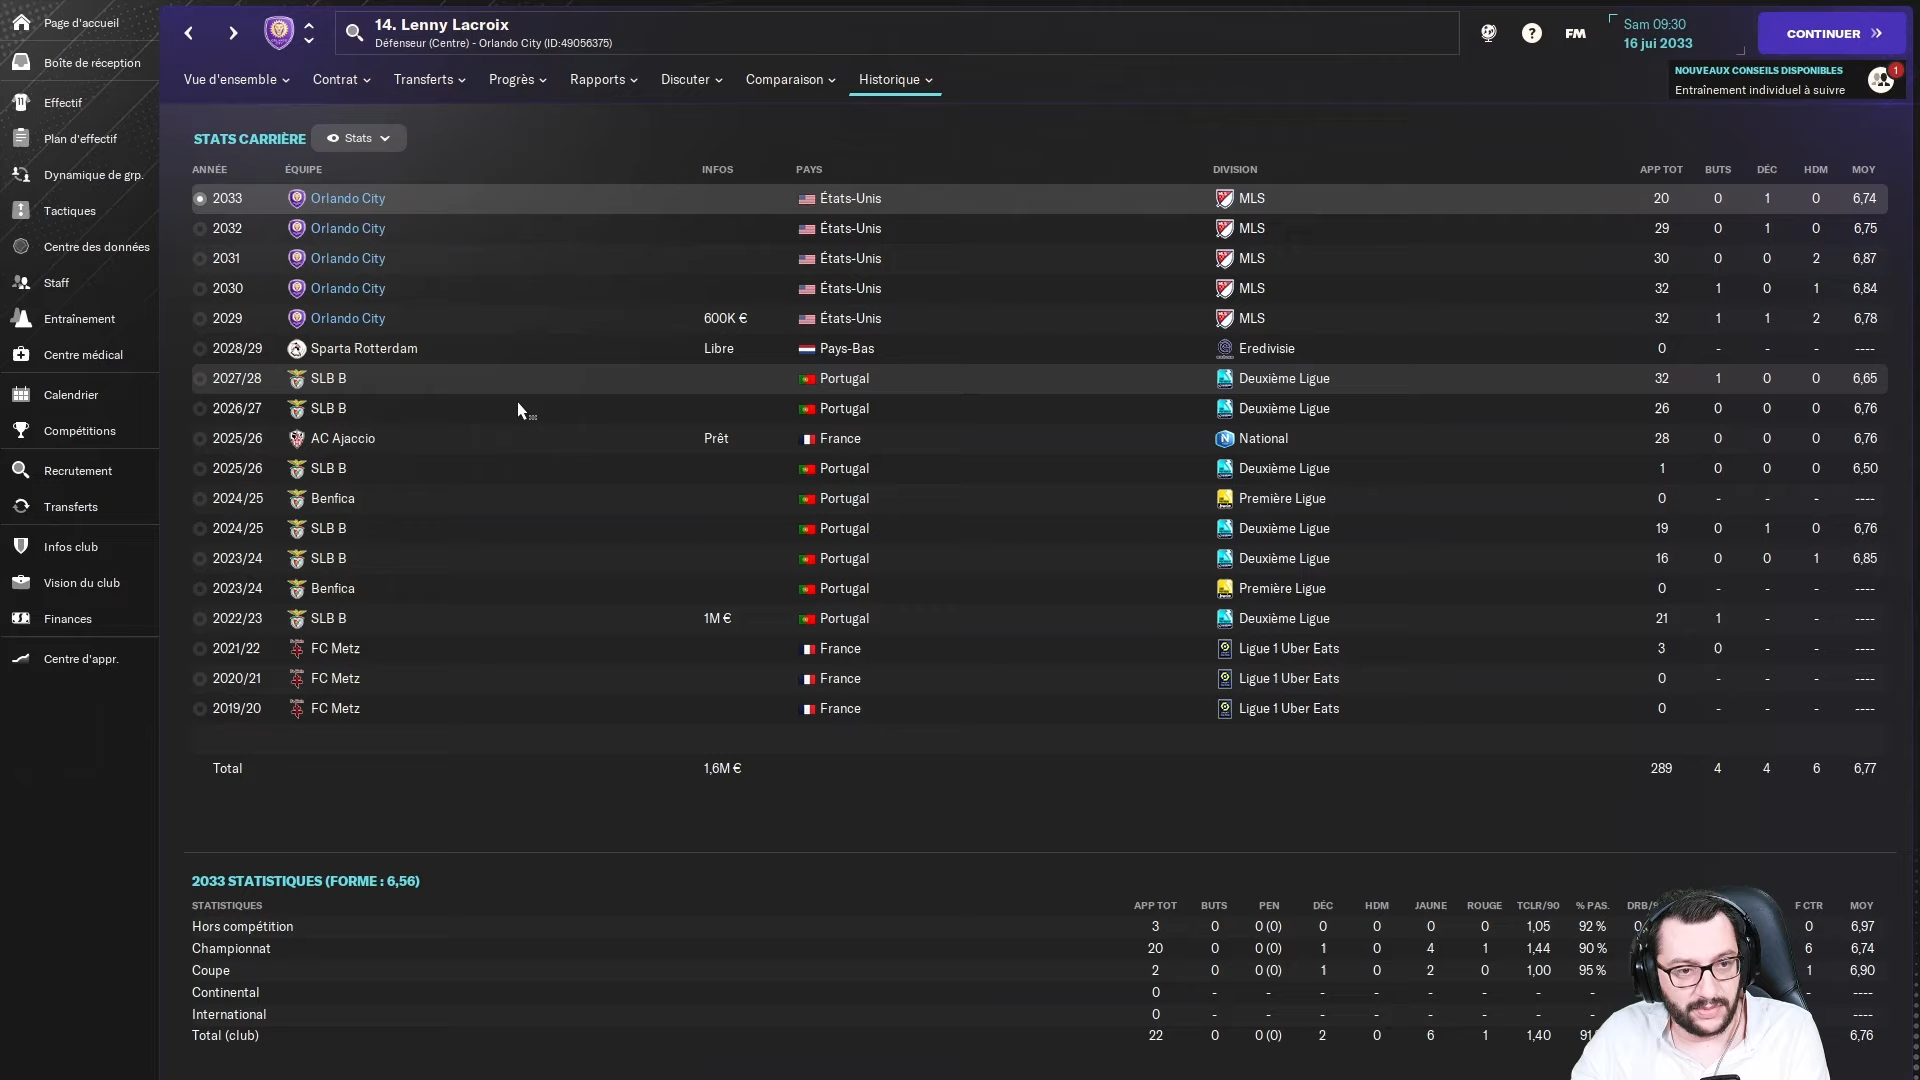 Page d'accueil
Boîte de réception
Effectif
Plan d'effectif
Dynamique de grp.
Tactiques
Centre des données
Staff
Entraînement
Centre médical
Calendrier
Compétitions
Recrutement
Transferts
Infos club
Vision du club
Finances
Centre d'appr.
14. Lenny Lacroix
Défenseur (Centre) - Orlando City (ID:49056375)
FM
Sam 09:30
16 jui 2033
CONTINUER
Vue d'ensemble Contrat Transferts Progrès Rapports Discuter Comparaison Historique
NOUVEAUX CONSEILS DISPONIBLES
Entraînement individuel à suivre
1
STATS CARRIÈRE Stats
ANNÉE ÉQUIPE INFOS PAYS DIVISION APP TOT BUTS DÉC HDM MOY
2033 Orlando City États-Unis MLS 20 0 1 0 6,74
2032 Orlando City États-Unis MLS 29 0 1 0 6,75
2031 Orlando City États-Unis MLS 30 0 0 2 6,87
2030 Orlando City États-Unis MLS 32 1 0 1 6,84
2029 Orlando City 600K € États-Unis MLS 32 1 1 2 6,78
2028/29 Sparta Rotterdam Libre Pays-Bas Eredivisie 0 - - - ----
2027/28 SLB B Portugal Deuxième Ligue 32 1 0 0 6,65
2026/27 SLB B Portugal Deuxième Ligue 26 0 0 0 6,76
2025/26 AC Ajaccio Prêt France National 28 0 0 0 6,76
2025/26 SLB B Portugal Deuxième Ligue 1 0 0 0 6,50
2024/25 Benfica Portugal Première Ligue 0 - - - ----
2024/25 SLB B Portugal Deuxième Ligue 19 0 1 0 6,76
2023/24 SLB B Portugal Deuxième Ligue 16 0 0 1 6,85
2023/24 Benfica Portugal Première Ligue 0 - - - ----
2022/23 SLB B 1M € Portugal Deuxième Ligue 21 1 - - ----
2021/22 FC Metz France Ligue 1 Uber Eats 3 0 - - ----
2020/21 FC Metz France Ligue 1 Uber Eats 0 - - - ----
2019/20 FC Metz France Ligue 1 Uber Eats 0 - - - ----
Total 1,6M € 289 4 4 6 6,77
2033 STATISTIQUES (FORME : 6,56)
STATISTIQUES APP TOT BUTS PEN DÉC HDM JAUNE ROUGE TCLR/90 % PAS. F CTR MOY
Hors compétition 3 0 0 (0) 0 0 0 0 1,05 92 % 0 6,97
Championnat 20 0 0 (0) 1 0 4 1 1,44 90 % 6 6,74
Coupe 2 0 0 (0) 1 0 2 0 1,00 95 % 1 6,90
Continental 0 - - - - - - - - - ----
International 0 - - - - - - - - - ----
Total (club) 22 0 0 (0) 2 0 6 1 1,40 6,76